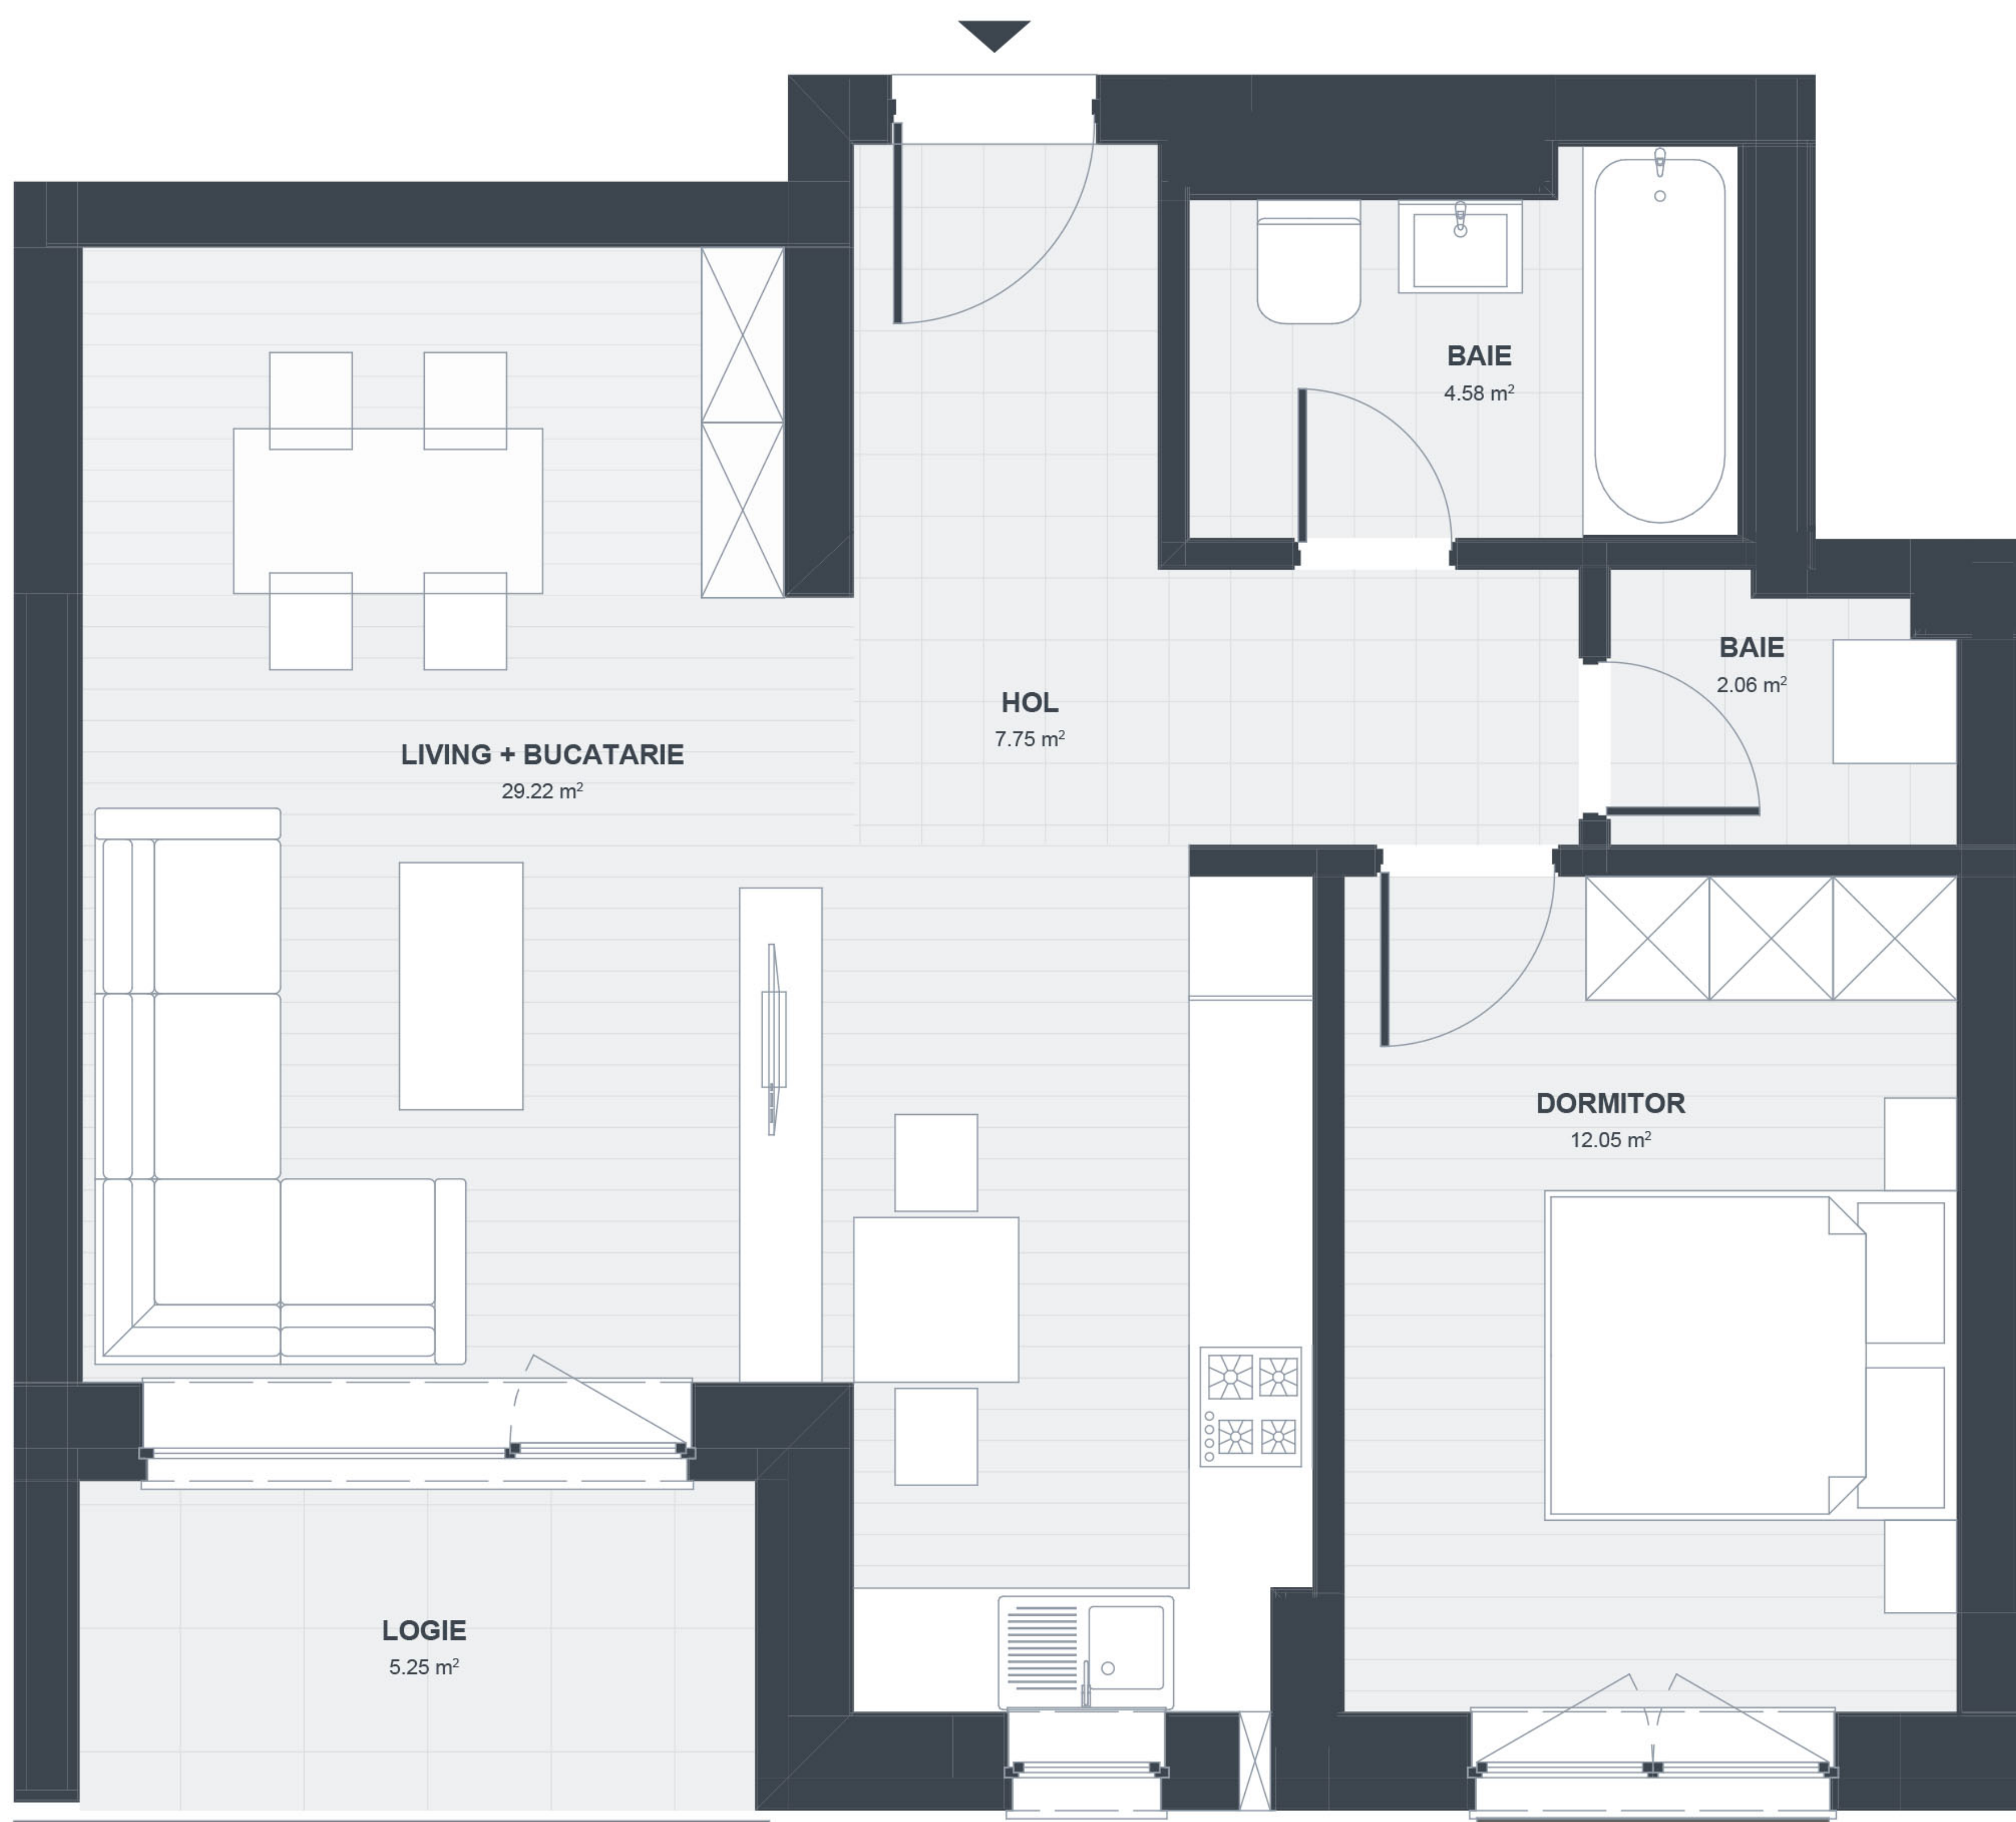 BAIE
4.58 m²
BAIE
2.06 m²
HOL
7.75 m²
LIVING + BUCATARIE
29.22 m²
DORMITOR
12.05 m²
LOGIE
5.25 m²